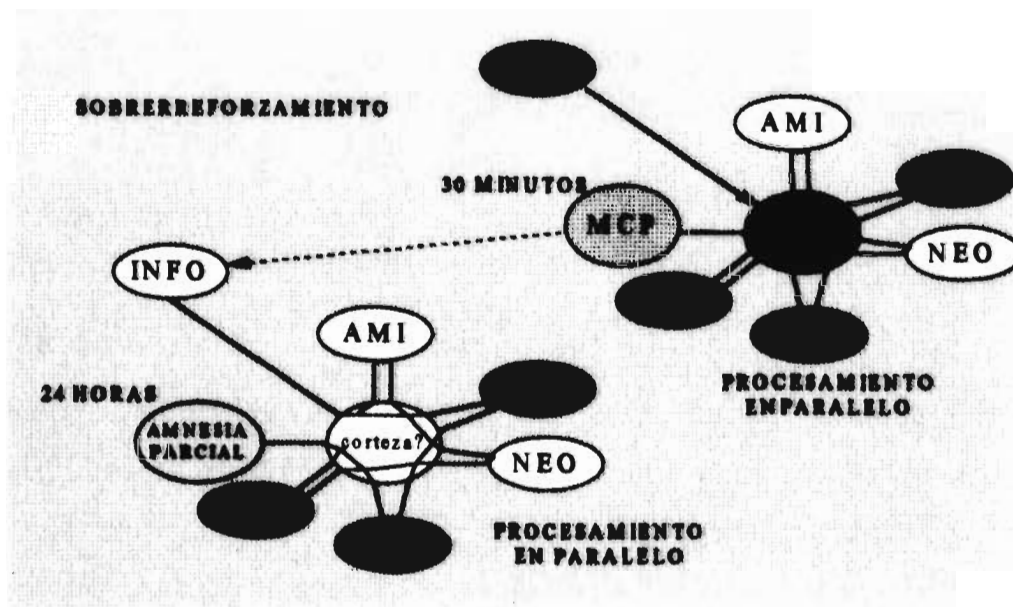 SOBRERREFORZAMIENTO
AMI
30 MINUTOS
MCP
NEO
INFO
AMI
PROCESAMIENTO
ENPARALELO
24 HORAS
AMNESIA
PARCIAL
corteza?
NEO
PROCESAMIENTO
EN PARALELO